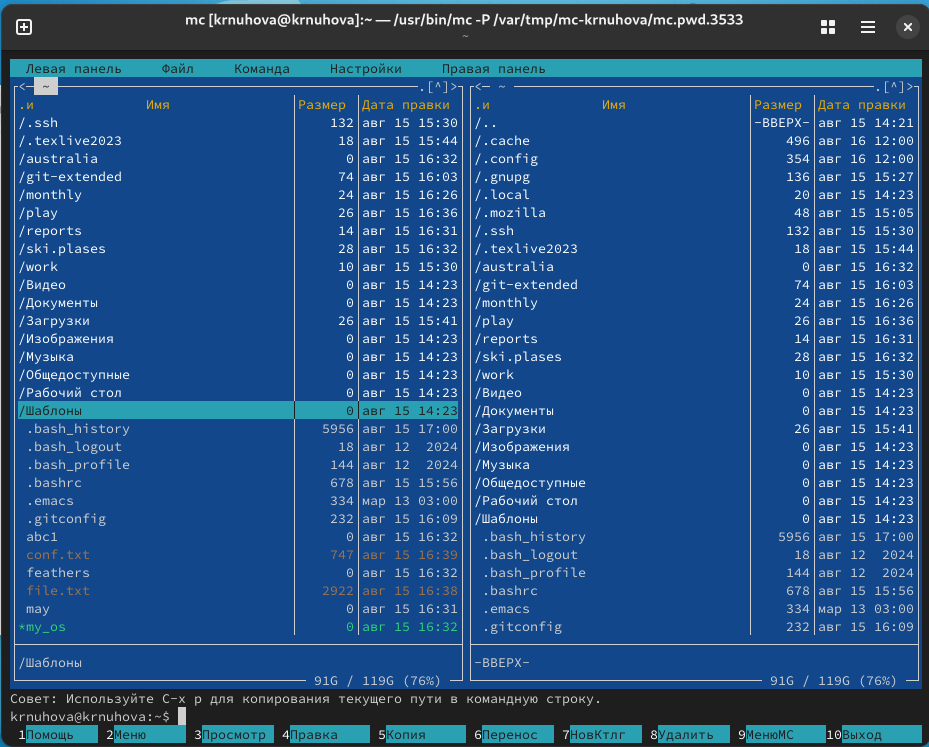 mc [krnuhova@krnuhova]:~ — /usr/bin/mc -P /var/tmp/mc-krnuhova/mc.pwd.3533
~
Левая панель Файл Команда Настройки Правая панель
<─ ~ ─.[^]>
.и Имя Размер Дата правки
/.ssh 132 авг 15 15:30
/.texlive2023 18 авг 15 15:44
/australia 0 авг 15 16:32
/git-extended 74 авг 15 16:03
/monthly 24 авг 15 16:26
/play 26 авг 15 16:36
/reports 14 авг 15 16:31
/ski.plases 28 авг 15 16:32
/work 10 авг 15 15:30
/Видео 0 авг 15 14:23
/Документы 0 авг 15 14:23
/Загрузки 26 авг 15 15:41
/Изображения 0 авг 15 14:23
/Музыка 0 авг 15 14:23
/Общедоступные 0 авг 15 14:23
/Рабочий стол 0 авг 15 14:23
/Шаблоны 0 авг 15 14:23
.bash_history 5956 авг 15 17:00
.bash_logout 18 авг 12 2024
.bash_profile 144 авг 12 2024
.bashrc 678 авг 15 15:56
.emacs 334 мар 13 03:00
.gitconfig 232 авг 15 16:09
abc1 0 авг 15 16:32
conf.txt 747 авг 15 16:39
feathers 0 авг 15 16:32
file.txt 2922 авг 15 16:38
may 0 авг 15 16:31
*my_os 0 авг 15 16:32
/Шаблоны
91G / 119G (76%)
<─ ~ ─.[^]>
.и Имя Размер Дата правки
/.. -ВВЕРХ- авг 15 14:21
/.cache 496 авг 16 12:00
/.config 354 авг 16 12:00
/.gnupg 136 авг 15 15:27
/.local 20 авг 15 14:23
/.mozilla 48 авг 15 15:05
/.ssh 132 авг 15 15:30
/.texlive2023 18 авг 15 15:44
/australia 0 авг 15 16:32
/git-extended 74 авг 15 16:03
/monthly 24 авг 15 16:26
/play 26 авг 15 16:36
/reports 14 авг 15 16:31
/ski.plases 28 авг 15 16:32
/work 10 авг 15 15:30
/Видео 0 авг 15 14:23
/Документы 0 авг 15 14:23
/Загрузки 26 авг 15 15:41
/Изображения 0 авг 15 14:23
/Музыка 0 авг 15 14:23
/Общедоступные 0 авг 15 14:23
/Рабочий стол 0 авг 15 14:23
/Шаблоны 0 авг 15 14:23
.bash_history 5956 авг 15 17:00
.bash_logout 18 авг 12 2024
.bash_profile 144 авг 12 2024
.bashrc 678 авг 15 15:56
.emacs 334 мар 13 03:00
.gitconfig 232 авг 15 16:09
-ВВЕРХ-
91G / 119G (76%)
Совет: Используйте C-x p для копирования текущего пути в командную строку.
krnuhova@krnuhova:~$
1Помощь 2Меню 3Просмотр 4Правка 5Копия 6Перенос 7НовКтлг 8Удалить 9МенюМС 10Выход